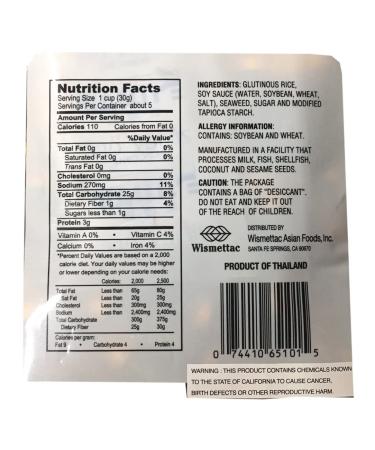 Nutrition Facts
Serving Size 1 cup (30g)
Servings Per Container about 5
Amount Per Serving
Calories 110 Calories from Fat 0
%Daily Value*
Total Fat 0g 0%
Saturated Fat 0g 0%
Trans Fat 0g
Cholesterol 0mg 0%
Sodium 270mg 11%
Total Carbohydrate 25g 8%
Dietary Fiber 1g 4%
Sugars less than 1g
Protein 3g
Vitamin A 0% • Vitamin C 4%
Calcium 0% • Iron 4%
*Percent Daily Values are based on a 2,000
calorie diet. Your daily values may be higher
or lower depending on your calorie needs.
Calories: 2,000 2,500
Total Fat Less than 65g 80g
Sat Fat Less than 20g 25g
Cholesterol Less than 300mg 300mg
Sodium Less than 2,400mg 2,400mg
Total Carbohydrate 300g 375g
Dietary Fiber 25g 30g
Calories per gram:
Fat 9 • Carbohydrate 4 • Protein 4
INGREDIENTS: GLUTINOUS RICE,
SOY SAUCE (WATER, SOYBEAN, WHEAT,
SALT), SEAWEED, SUGAR AND MODIFIED
TAPIOCA STARCH.
ALLERGY INFORMATION:
CONTAINS: SOYBEAN AND WHEAT.
MANUFACTURED IN A FACILITY THAT
PROCESSES MILK, FISH, SHELLFISH,
COCONUT AND SESAME SEEDS.
CAUTION: THE PACKAGE
CONTAINS A BAG OF "DESICCANT".
DO NOT EAT AND KEEP IT OUT
OF THE REACH OF CHILDREN.
Wismettac
DISTRIBUTED BY
Wismettac Asian Foods, Inc.
SANTA FE SPRINGS, CA 90670
PRODUCT OF THAILAND
0 74410 65101 5
WARNING : THIS PRODUCT CONTAINS CHEMICALS KNOWN
TO THE STATE OF CALIFORNIA TO CAUSE CANCER,
BIRTH DEFECTS OR OTHER REPRODUCTIVE HARM.